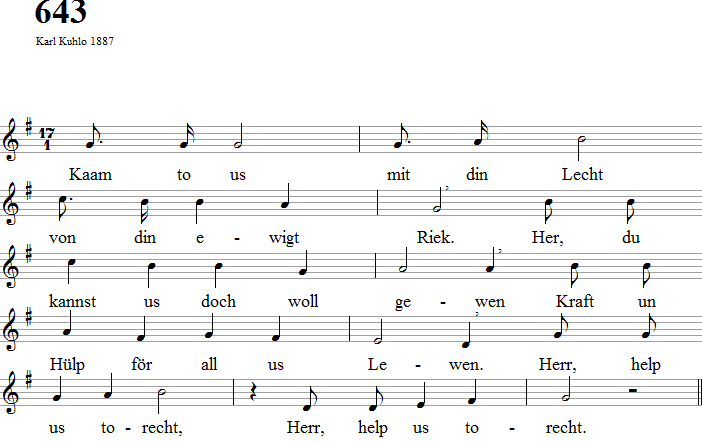 643
Karl Kuhlo 1887
17
1
Kaam to us mit din Lecht
von din e - wigt Riek. Her, du
kannst us doch woll ge - wen Kraft un
Hülp för all us Le - wen. Herr, help
us to - recht, Herr, help us to - recht.